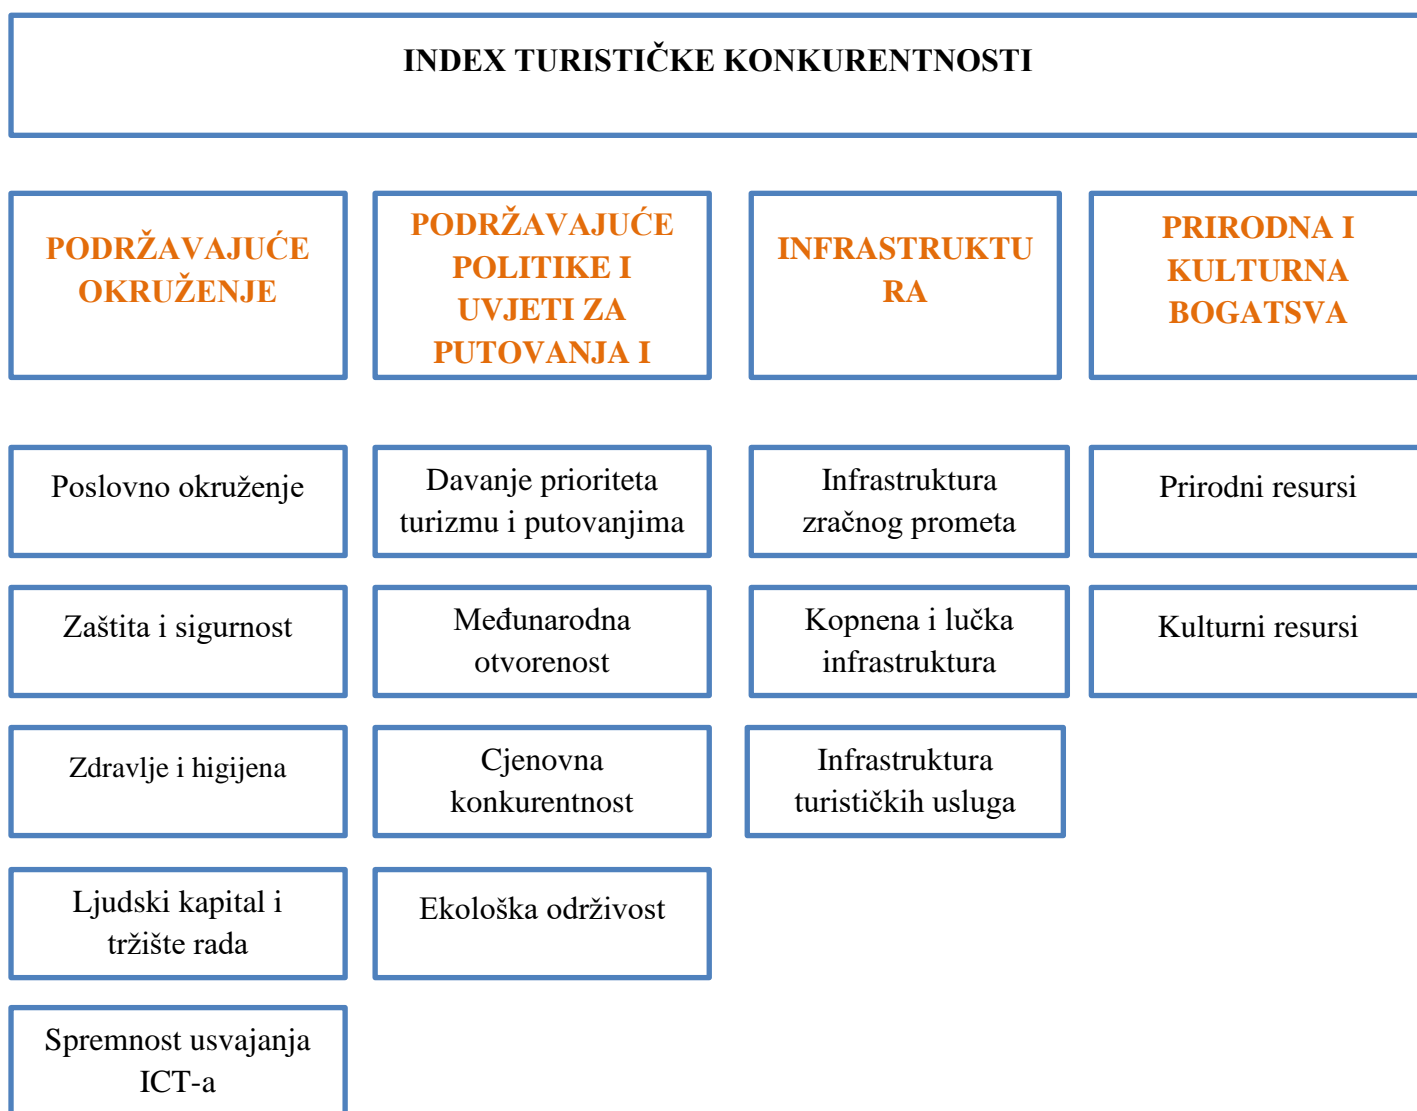 INDEX TURISTIČKE KONKURENTNOSTI
PODRŽAVAJUĆE
OKRUŽENJE
PODRŽAVAJUĆE
POLITIKE I
UVJETI ZA
PUTOVANJA I
INFRASTRUKTU
RA
PRIRODNA I
KULTURNA
BOGATSVA
Poslovno okruženje
Davanje prioriteta
turizmu i putovanjima
Infrastruktura
zračnog prometa
Prirodni resursi
Zaštita i sigurnost
Međunarodna
otvorenost
Kopnena i lučka
infrastruktura
Kulturni resursi
Zdravlje i higijena
Cjenovna
konkurentnost
Infrastruktura
turističkih usluga
Ljudski kapital i
tržište rada
Ekološka održivost
Spremnost usvajanja
ICT-a